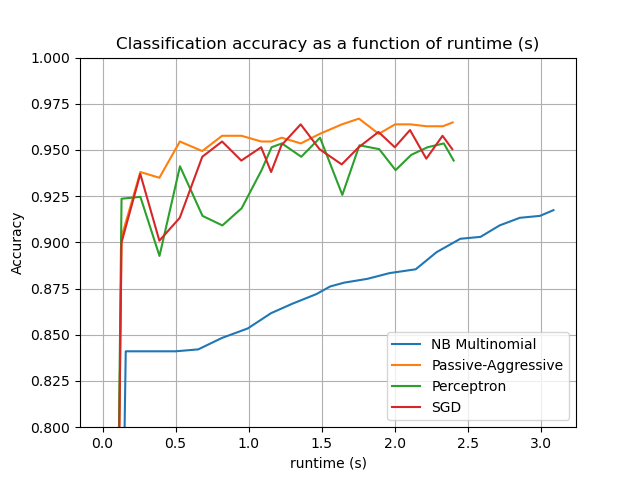 Classification accuracy as a function of runtime (s)
1.000
0.975
0.950
0.925
0.900
0.875
0.850
0.825
0.800
Accuracy
NB Multinomial
Passive-Aggressive
Perceptron
SGD
0.0 0.5 1.0 1.5 2.0 2.5 3.0
runtime (s)